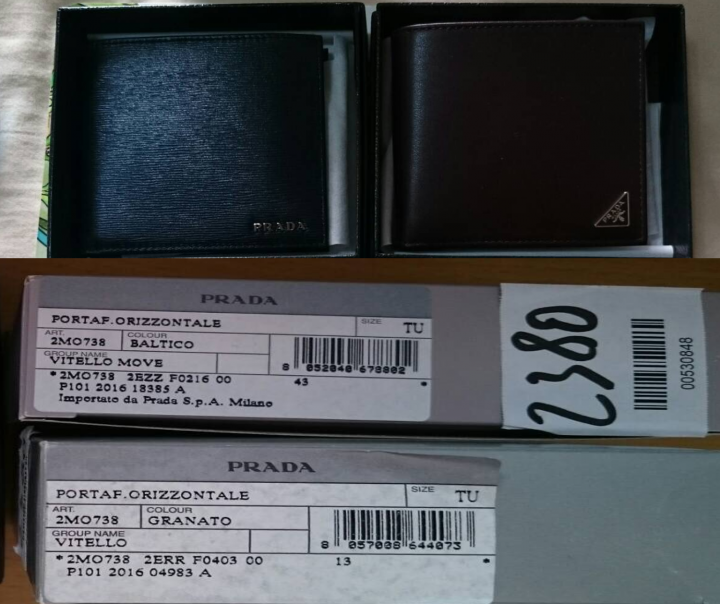 PRADA
PRADA
PRADA
PORTAF.ORIZZONTALE
SIZE TU
ART. 2MO738
COLOUR BALTICO
GROUP NAME
VITELLO MOVE
8 052048 678802
*2MO738 2EZZ F0216 00 43 *
P101 2016 18385 A
Importato da Prada S.p.A. Milano
2380
00530848
PRADA
PORTAF.ORIZZONTALE
SIZE TU
ART. 2MO738
COLOUR GRANATO
GROUP NAME
VITELLO
8 057008 644073
*2MO738 2ERR F0403 00 13 *
P101 2016 04983 A